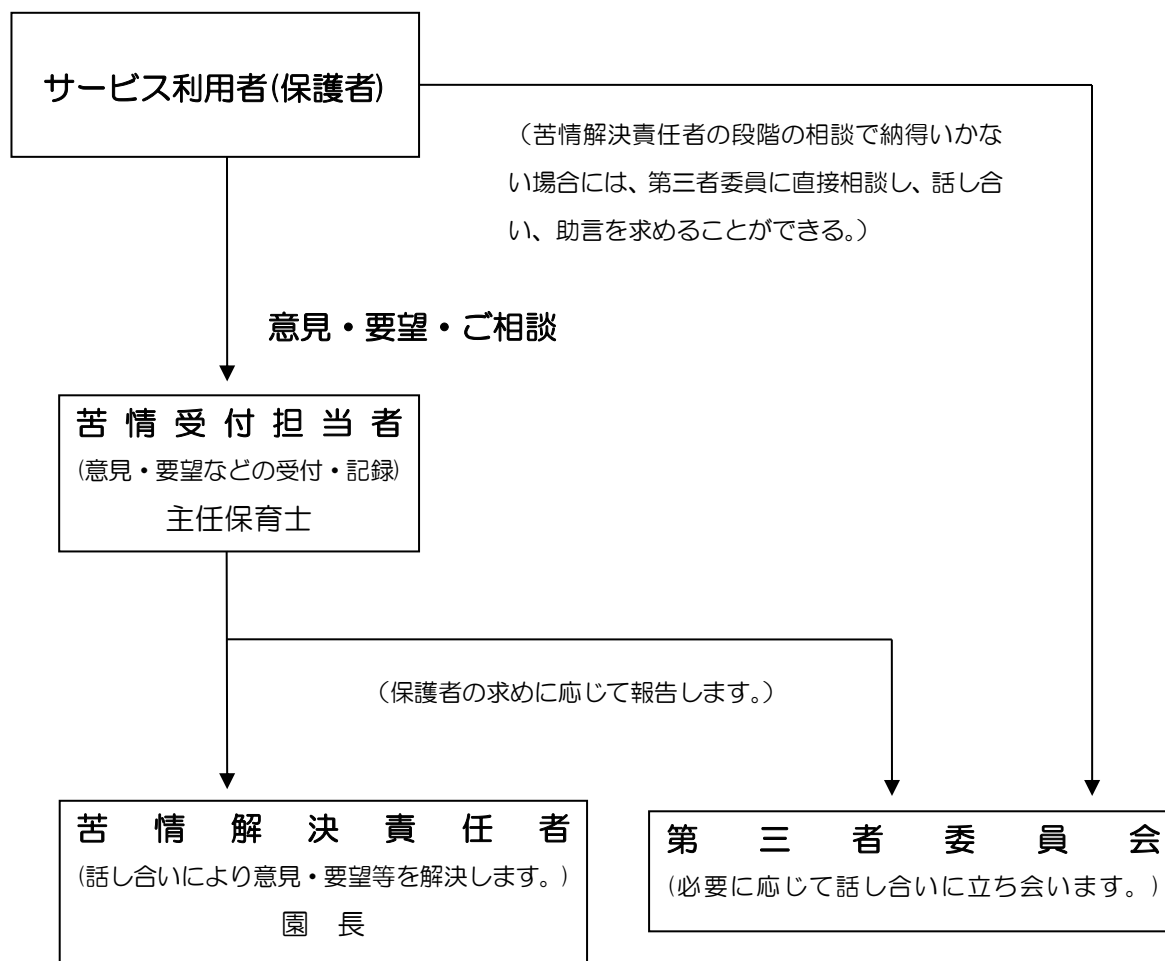 サービス利用者(保護者)
（苦情解決責任者の段階の相談で納得いかな
い場合には、第三者委員に直接相談し、話し合
い、助言を求めることができる。）
意見・要望・ご相談
苦情受付担当者
(意見・要望などの受付・記録)
主任保育士
（保護者の求めに応じて報告します。）
苦情解決責任者
(話し合いにより意見・要望等を解決します。)
園　長
第三者委員会
(必要に応じて話し合いに立ち会います。)